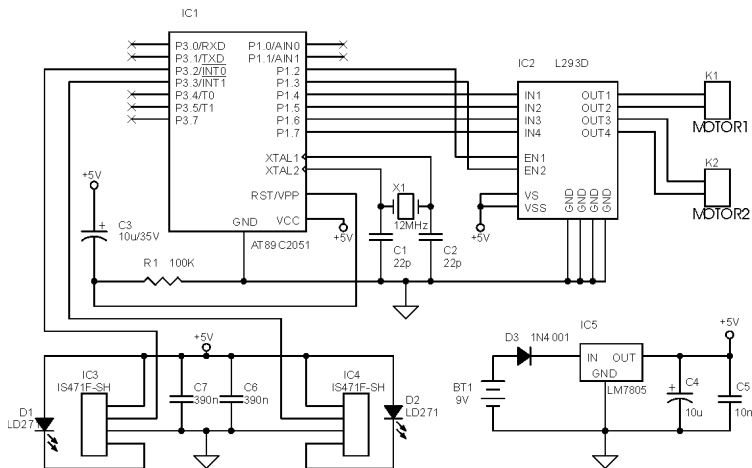 IC1
P3.0/RXD P1.0/AIN0
P3.1/TXD P1.1/AIN1
P3.2/INT0 P1.2
P3.3/INT1 P1.3
P3.4/T0 P1.4
P3.5/T1 P1.5
P3.7 P1.6
P1.7
XTAL1
XTAL2
RST/VPP
GND VCC
AT89C2051
+5V
C3
10u/35V
R1 100K
+5V
X1
12MHz
C1
22p
C2
22p
IC2 L293D
IN1 OUT1
IN2 OUT2
IN3 OUT3
IN4 OUT4
EN1
EN2
VS
VSS
GND
GND
GND
GND
+5V
K1
MOTOR1
K2
MOTOR2
+5V
IC3
IS471F-SH
D1
LD271
C7
390n
C6
390n
IC4
IS471F-SH
D2
LD271
D3 1N4001
BT1
9V
IC5
IN OUT
GND
LM7805
+5V
C4
10u
C5
10n